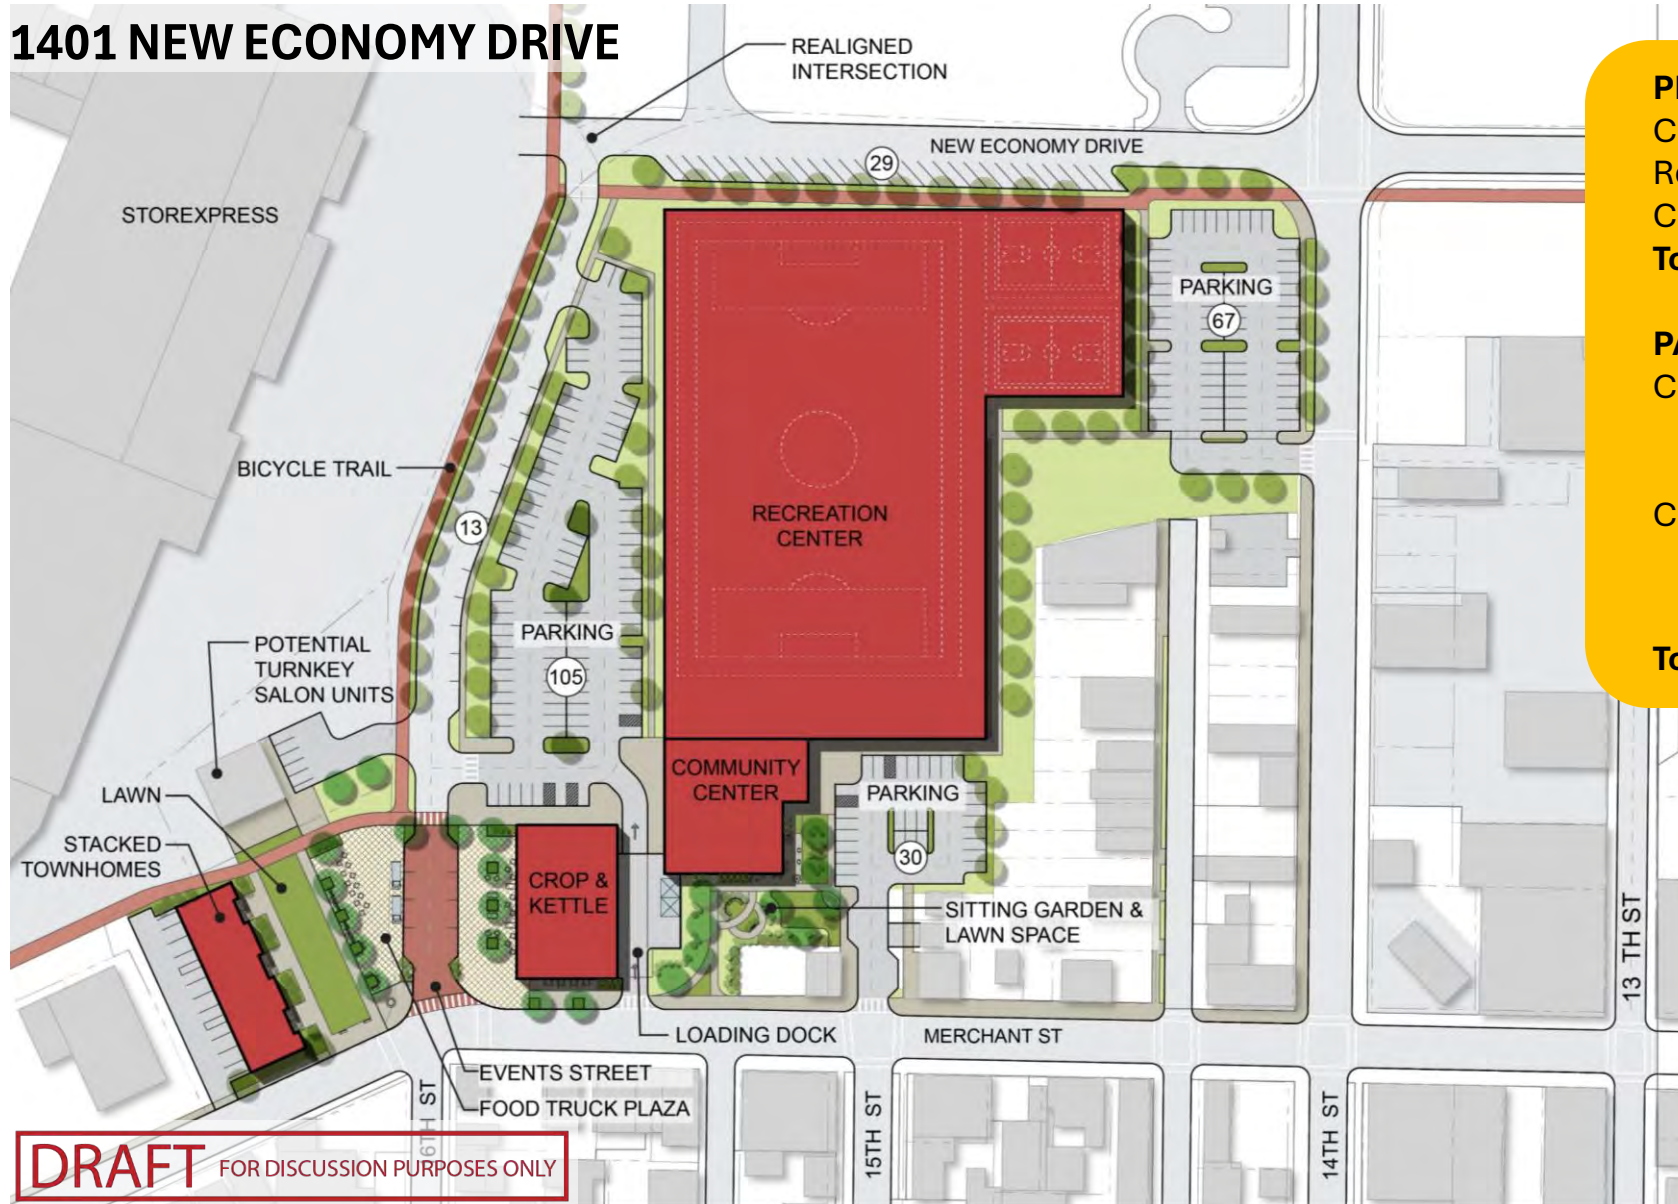 1401 NEW ECONOMY DRIVE
REALIGNED
INTERSECTION
NEW ECONOMY DRIVE
29
STOREXPRESS
PARKING
67
BICYCLE TRAIL
13
RECREATION
CENTER
PARKING
105
POTENTIAL
TURNKEY
SALON UNITS
COMMUNITY
CENTER
PARKING
30
LAWN
STACKED
TOWNHOMES
CROP &
KETTLE
SITTING GARDEN &
LAWN SPACE
LOADING DOCK
MERCHANT ST
EVENTS STREET
FOOD TRUCK PLAZA
6TH ST
15TH ST
14TH ST
13 TH ST
DRAFT FOR DISCUSSION PURPOSES ONLY